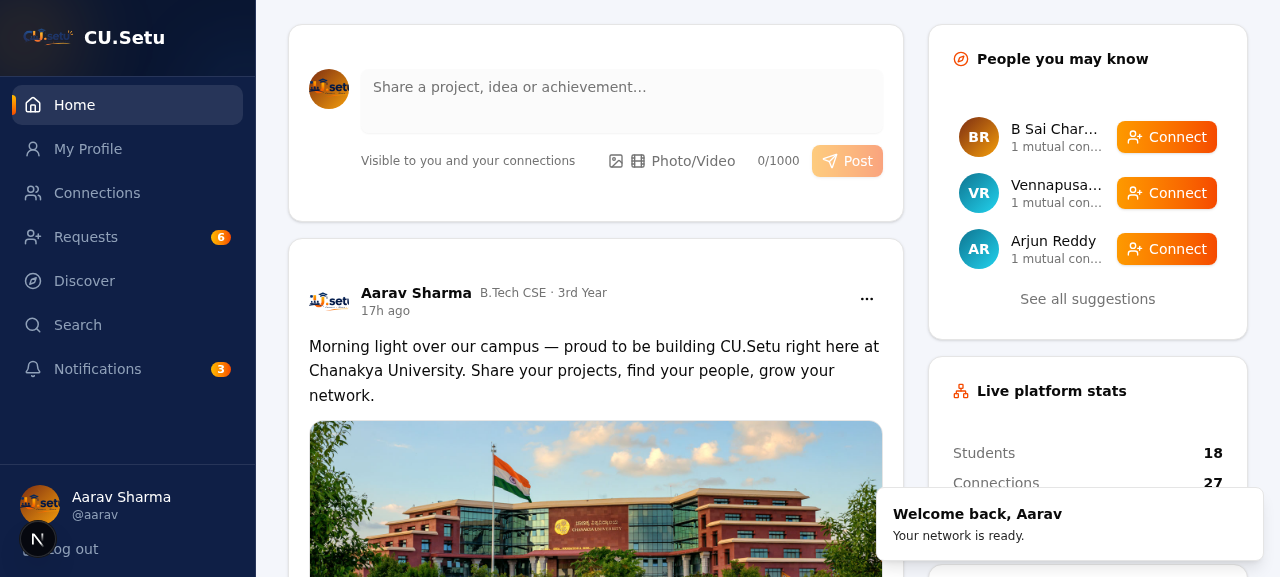 CU.Setu
CU.Setu
Home
My Profile
Connections
Requests
6
Discover
Search
Notifications
3
Aarav Sharma
@aarav
N
og out
Share a project, idea or achievement...
Visible to you and your connections
Photo/Video
0/1000
Post
Aarav Sharma
B.Tech CSE · 3rd Year
17h ago
Morning light over our campus — proud to be building CU.Setu right here at
Chanakya University. Share your projects, find your people, grow your
network.
CHANAKYA UNIVERSITY
People you may know
BR
B Sai Char...
1 mutual con...
Connect
VR
Vennapusa...
1 mutual con...
Connect
AR
Arjun Reddy
1 mutual con...
Connect
See all suggestions
Live platform stats
Students
18
Connections
27
Welcome back, Aarav
Your network is ready.